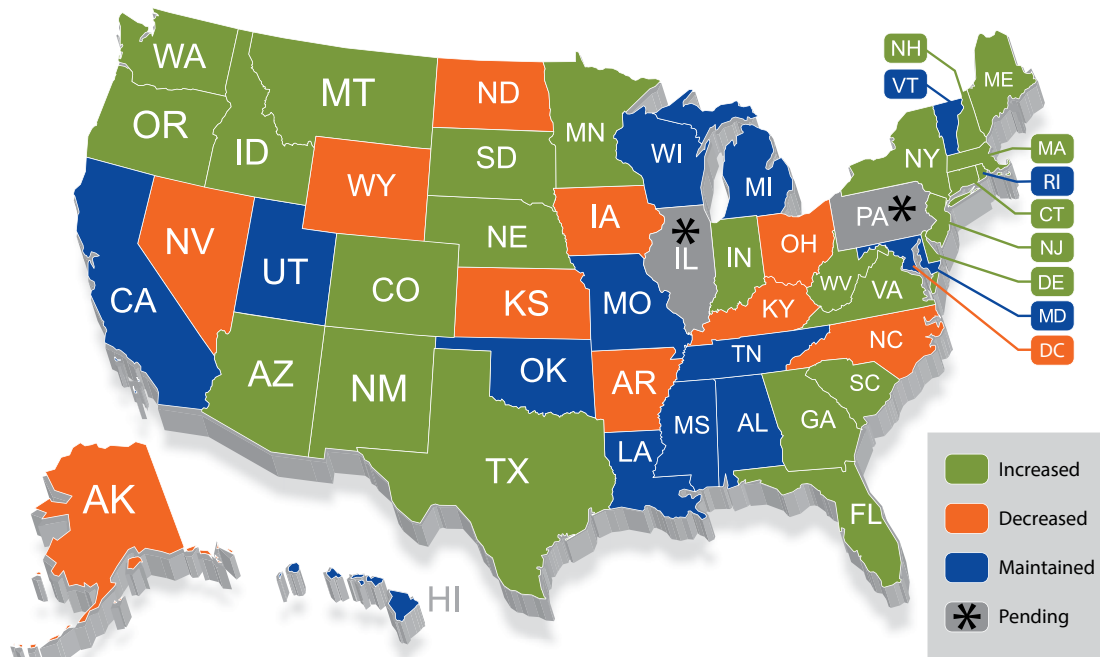 WA
MT
ND
MN
OR
ID
SD
WY
WI
MI
NY
ME
NH
VT
MA
RI
CT
NJ
DE
MD
DC
PA *
NV
UT
CO
NE
IA
* IL
IN
OH
CA
KS
MO
KY
WV
VA
AZ
NM
OK
AR
TN
NC
SC
TX
LA
MS
AL
GA
FL
AK
HI
Increased
Decreased
Maintained
* Pending